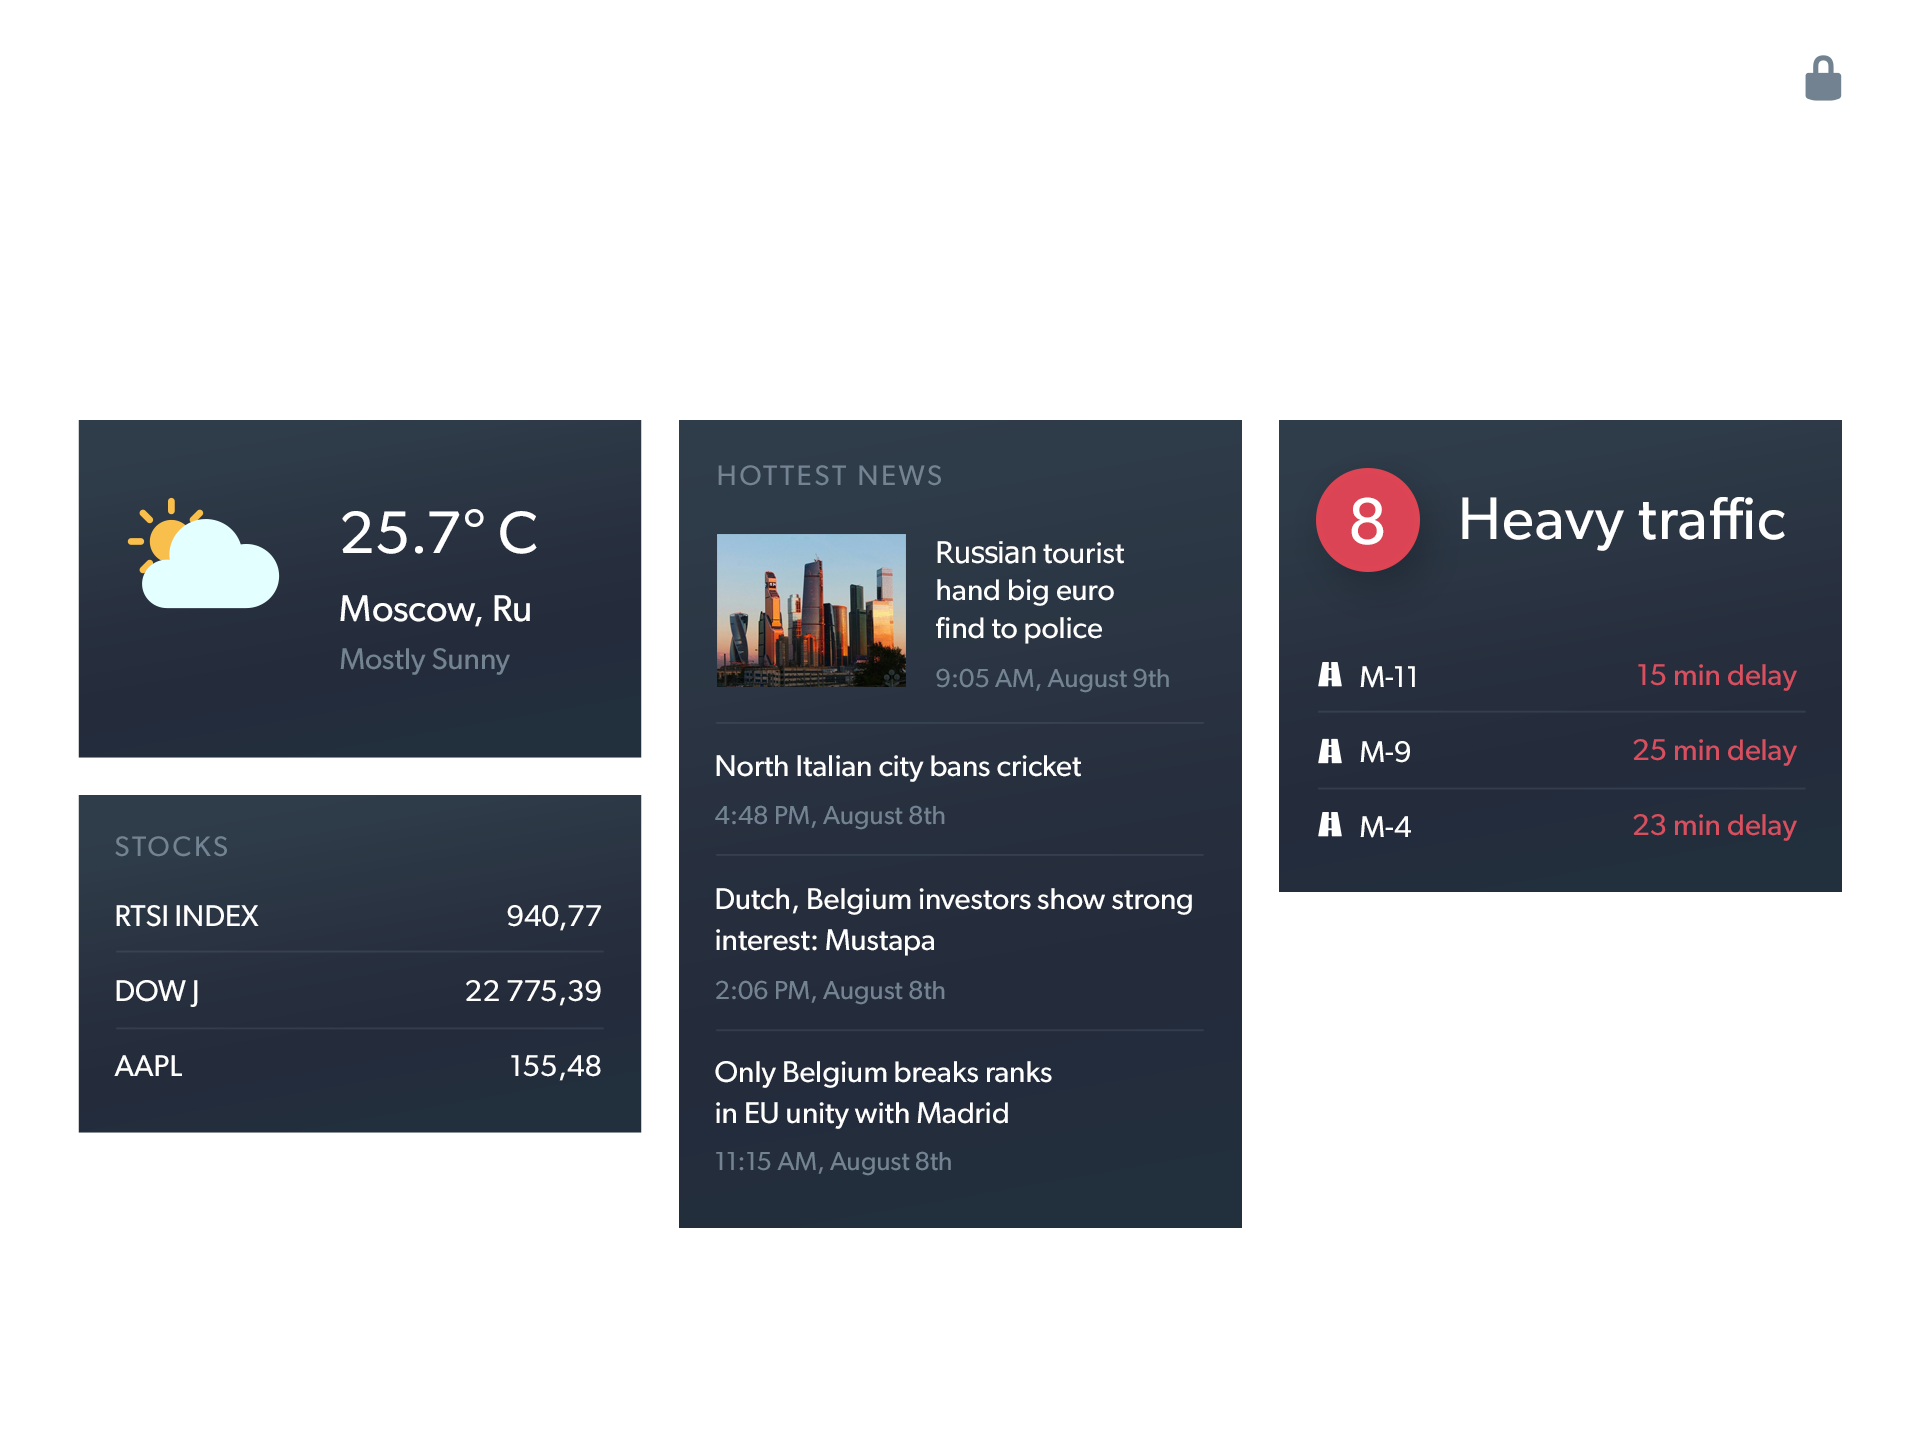 25.7° C
Moscow, Ru
Mostly Sunny
STOCKS
RTSI INDEX 940,77
DOW J 22 775,39
AAPL 155,48
HOTTEST NEWS
Russian tourist
hand big euro
find to police
9:05 AM, August 9th
North Italian city bans cricket
4:48 PM, August 8th
Dutch, Belgium investors show strong
interest: Mustapa
2:06 PM, August 8th
Only Belgium breaks ranks
in EU unity with Madrid
11:15 AM, August 8th
8 Heavy traffic
M-11 15 min delay
M-9 25 min delay
M-4 23 min delay